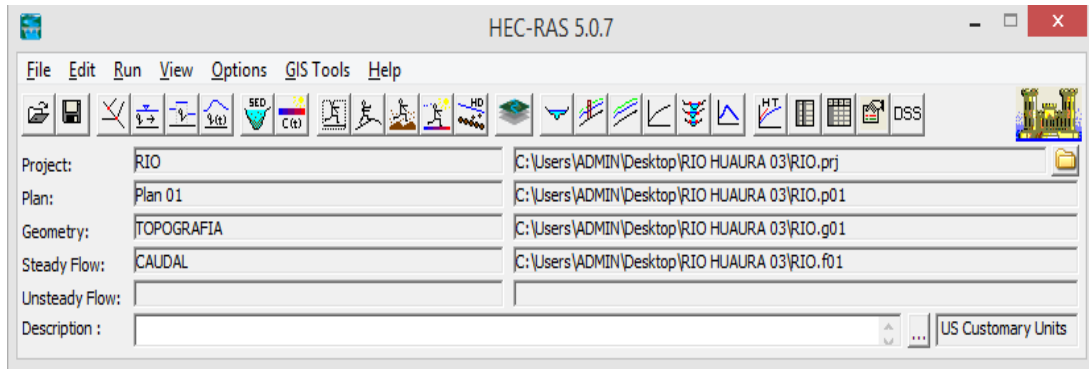 HEC-RAS 5.0.7
File Edit Run View Options GIS Tools Help
SED C(t) q(t) HD HT DSS
Project: RIO C:\Users\ADMIN\Desktop\RIO HUAURA 03\RIO.prj
Plan: Plan 01 C:\Users\ADMIN\Desktop\RIO HUAURA 03\RIO.p01
Geometry: TOPOGRAFIA C:\Users\ADMIN\Desktop\RIO HUAURA 03\RIO.g01
Steady Flow: CAUDAL C:\Users\ADMIN\Desktop\RIO HUAURA 03\RIO.f01
Unsteady Flow:
Description : ... US Customary Units